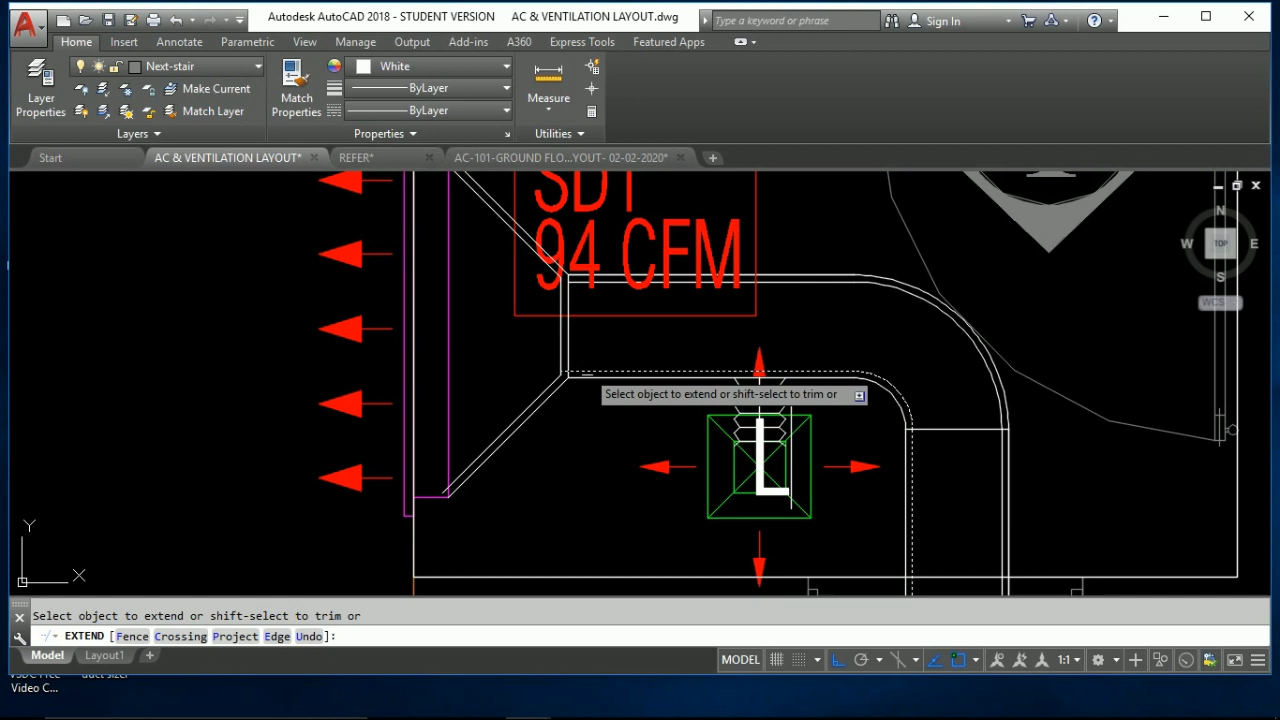 Autodesk AutoCAD 2018 - STUDENT VERSION AC & VENTILATION LAYOUT.dwg
Type a keyword or phrase
Sign In
Home Insert Annotate Parametric View Manage Output Add-ins A360 Express Tools Featured Apps
Next-stair
Make Current
Match Layer
Layer
Properties
Layers
Match
Properties
White
ByLayer
ByLayer
Properties
Measure
Utilities
Start AC & VENTILATION LAYOUT* REFER* AC-101-GROUND FLO...YOUT- 02-02-2020*
94 CFM
N
W TOP E
S
WCS
Select object to extend or shift-select to trim or
L
Y
X
Select object to extend or shift-select to trim or
EXTEND [Fence Crossing Project Edge Undo]:
Model Layout1
MODEL
1:1
Video C...